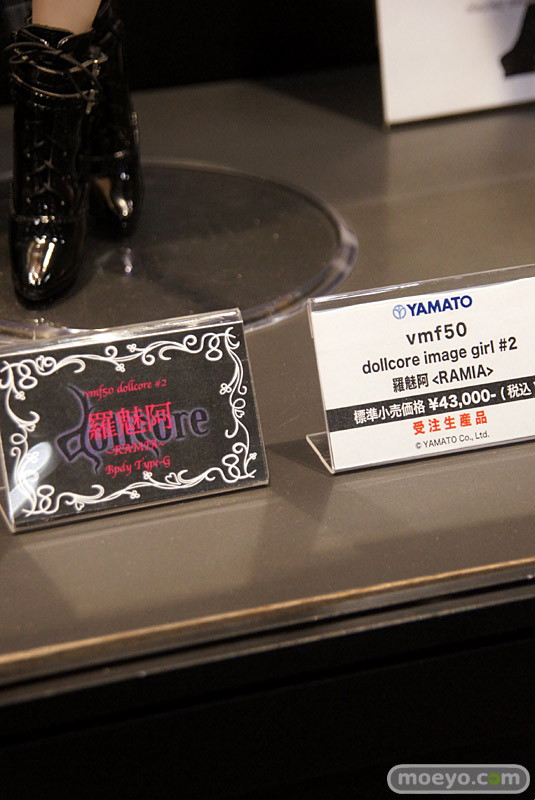 YAMATO
vmf50
dollcore image girl #2
羅魅阿 <RAMIA>
標準小売価格 ¥43,000-(税込)
受注生産品
© YAMATO Co., Ltd.
vmf50 dollcore #2
dollcore
羅魅阿
~RAMIA~
Bpdy Type-G
moeyo.com